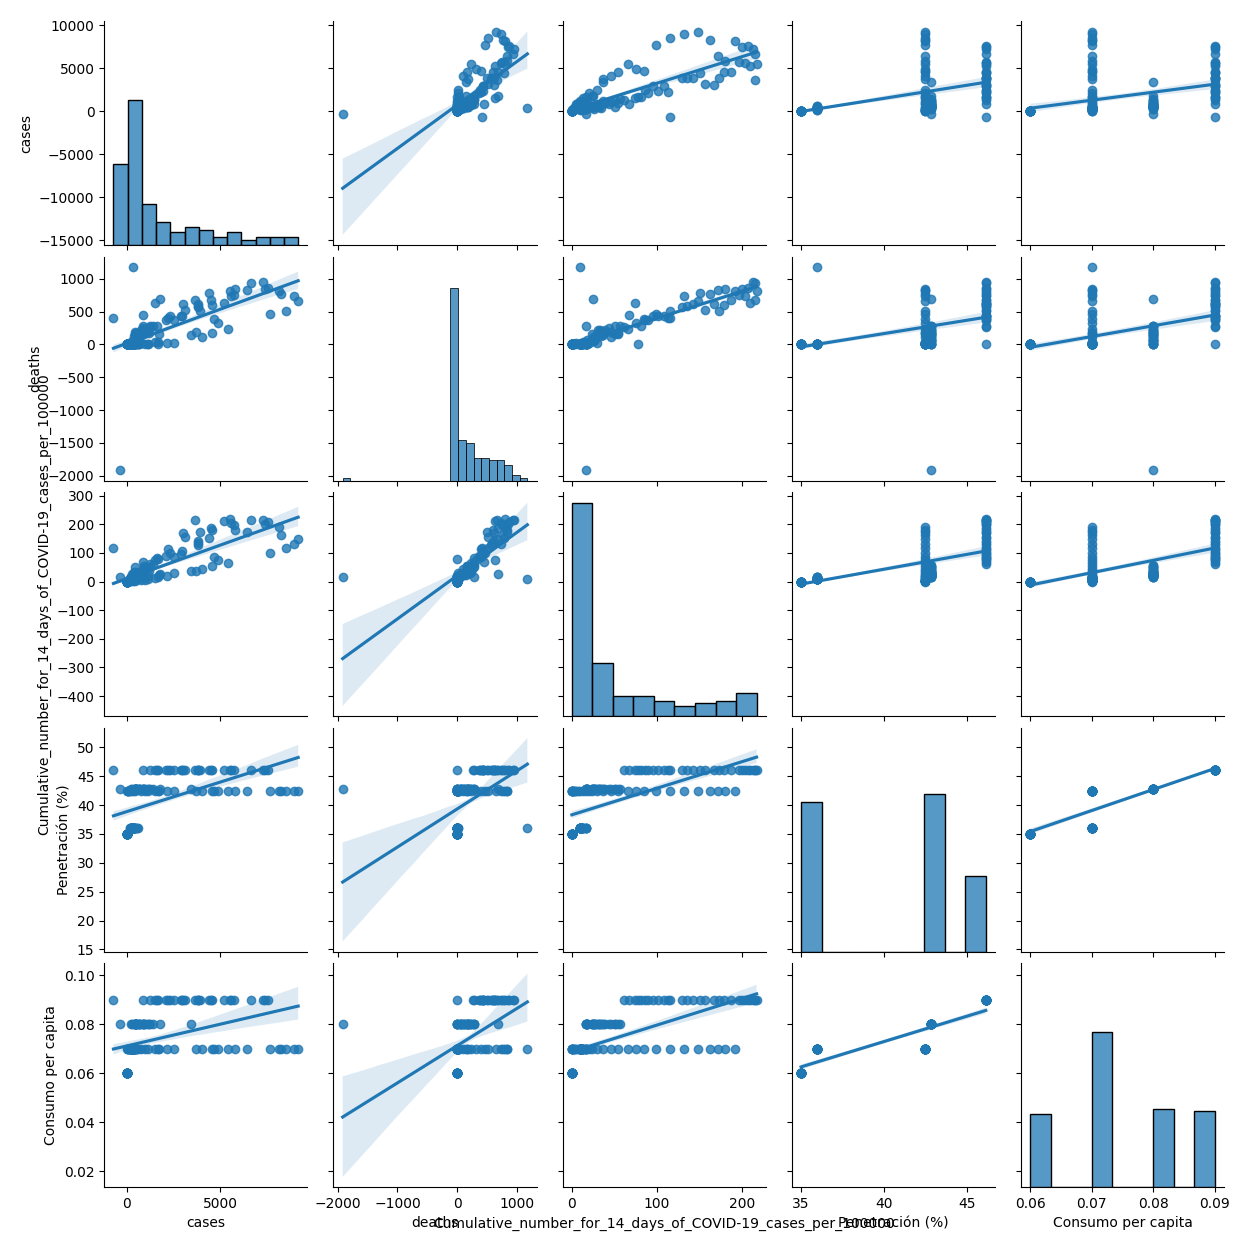 10000
5000
0
−5000
−10000
−15000
cases
1000
500
0
−500
−1000
−1500
−2000
deaths
300
200
100
0
−100
−200
−300
−400
Cumulative_number_for_14_days_of_COVID-19_cases_per_100000
50
45
40
35
30
25
20
15
Penetración (%)
0.10
0.08
0.06
0.04
0.02
Consumo per capita
0 5000
cases
−2000 −1000 0 1000
deaths
0 100 200
Cumulative_number_for_14_days_of_COVID-19_cases_per_100000
35 40 45
Penetración (%)
0.06 0.07 0.08 0.09
Consumo per capita